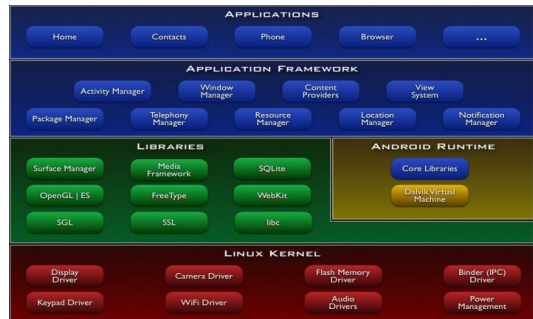 APPLICATIONS
Home Contacts Phone Browser ...
APPLICATION FRAMEWORK
Activity Manager Window Manager Content Providers View System
Package Manager Telephony Manager Resource Manager Location Manager Notification Manager
LIBRARIES
Surface Manager Media Framework SQLite
OpenGL | ES FreeType WebKit
SGL SSL libc
ANDROID RUNTIME
Core Libraries
Dalvik Virtual Machine
LINUX KERNEL
Display Driver Camera Driver Flash Memory Driver Binder (IPC) Driver
Keypad Driver WiFi Driver Audio Drivers Power Management